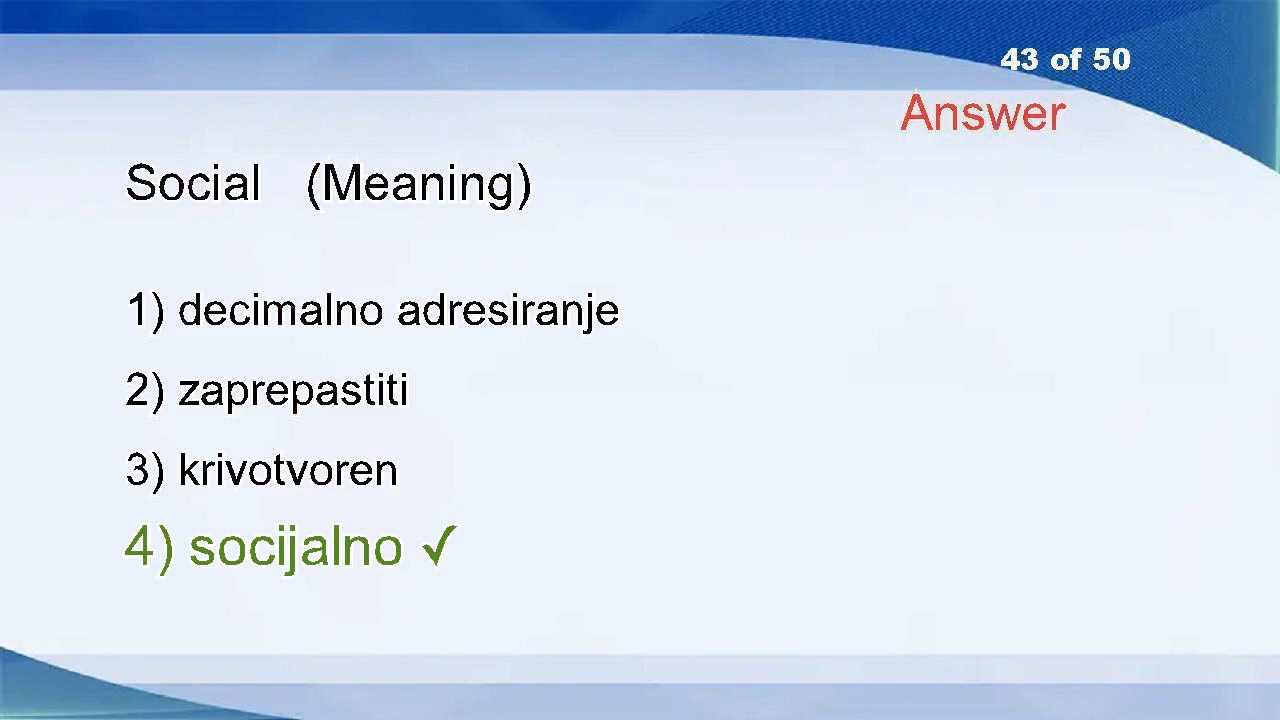 43 of 50
Answer
Social (Meaning)
1) decimalno adresiranje
2) zaprepastiti
3) krivotvoren
4) socijalno ✓